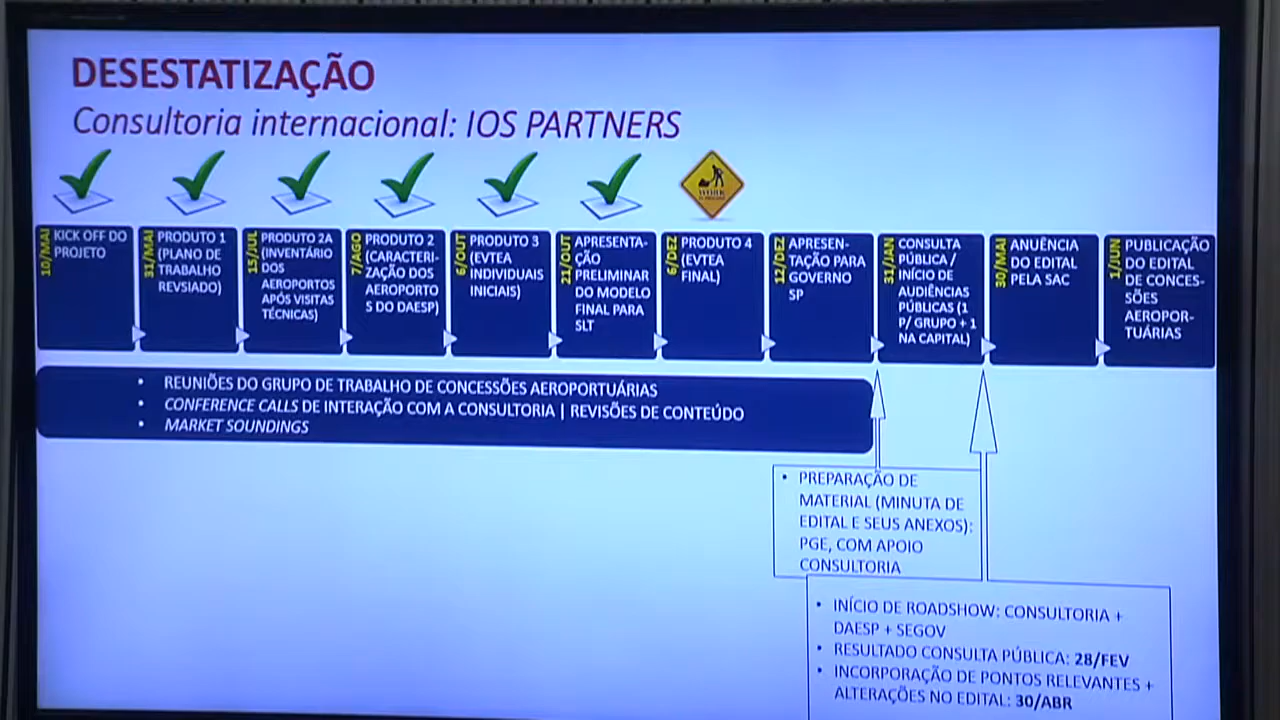 DESESTATIZAÇÃO
Consultoria internacional: IOS PARTNERS
10/MAI
KICK OFF DO
PROJETO
31/MAI
PRODUTO 1
(PLANO DE
TRABALHO
REVSIADO)
15/JUL
PRODUTO 2A
(INVENTÁRIO
DOS
AEROPORTOS
APÓS VISITAS
TÉCNICAS)
7/AGO
PRODUTO 2
(CARACTERI-
ZAÇÃO DOS
AEROPORTO
S DO DAESP)
6/OUT
PRODUTO 3
(EVTEA
INDIVIDUAIS
INICIAIS)
21/OUT
APRESENTA-
ÇÃO
PRELIMINAR
DO MODELO
FINAL PARA
SLT
WORK
6/DEZ
PRODUTO 4
(EVTEA
FINAL)
12/DEZ
APRESEN-
TAÇÃO PARA
GOVERNO
SP
31/JAN
CONSULTA
PÚBLICA /
INÍCIO DE
AUDIÊNCIAS
PÚBLICAS (1
P/ GRUPO + 1
NA CAPITAL)
30/MAI
ANUÊNCIA
DO EDITAL
PELA SAC
1/JUN
PUBLICAÇÃO
DO EDITAL
DE CONCES-
SÕES
AEROPOR-
TUÁRIAS
• REUNIÕES DO GRUPO DE TRABALHO DE CONCESSÕES AEROPORTUÁRIAS
• CONFERENCE CALLS DE INTERAÇÃO COM A CONSULTORIA | REVISÕES DE CONTEÚDO
• MARKET SOUNDINGS
• PREPARAÇÃO DE
MATERIAL (MINUTA DE
EDITAL E SEUS ANEXOS):
PGE, COM APOIO
CONSULTORIA
• INÍCIO DE ROADSHOW: CONSULTORIA +
DAESP + SEGOV
• RESULTADO CONSULTA PÚBLICA: 28/FEV
• INCORPORAÇÃO DE PONTOS RELEVANTES +
ALTERAÇÕES NO EDITAL: 30/ABR